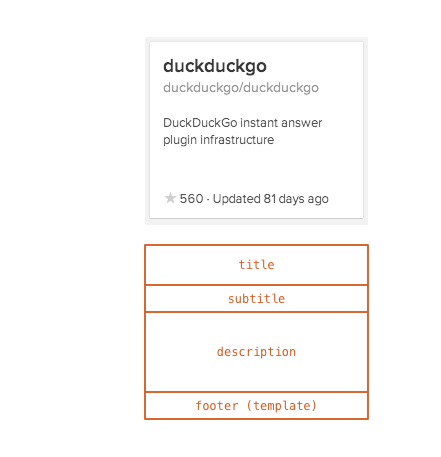 duckduckgo
duckduckgo/duckduckgo
DuckDuckGo instant answer
plugin infrastructure
★ 560 · Updated 81 days ago
title
subtitle
description
footer (template)